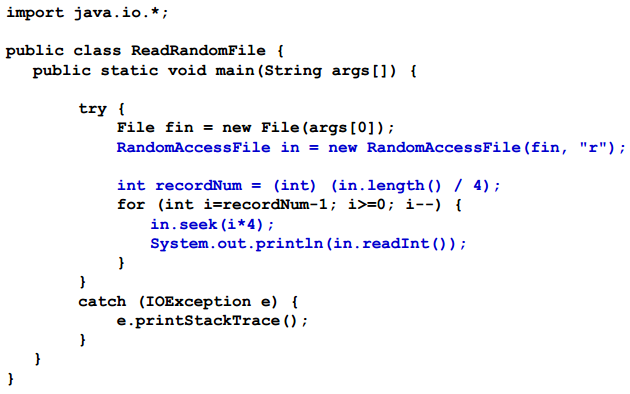 import java.io.*;
public class ReadRandomFile {
public static void main(String args[]) {
try {
File fin = new File(args[0]);
RandomAccessFile in = new RandomAccessFile(fin, "r");
int recordNum = (int) (in.length() / 4);
for (int i=recordNum-1; i>=0; i--) {
in.seek(i*4);
System.out.println(in.readInt());
}
}
catch (IOException e) {
e.printStackTrace();
}
}
}